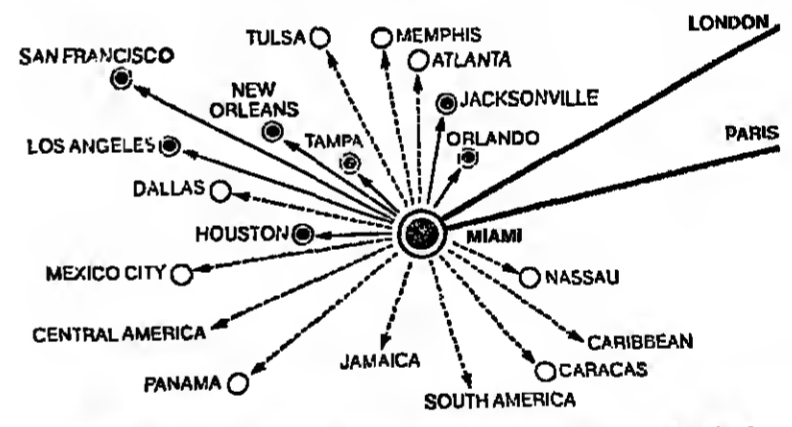 LONDON
TULSA
MEMPHIS
SAN FRANCISCO
ATLANTA
NEW
ORLEANS
JACKSONVILLE
PARIS
LOS ANGELES
TAMPA
ORLANDO
DALLAS
HOUSTON
MIAMI
MEXICO CITY
NASSAU
CENTRAL AMERICA
CARIBBEAN
JAMAICA
CARACAS
PANAMA
SOUTH AMERICA